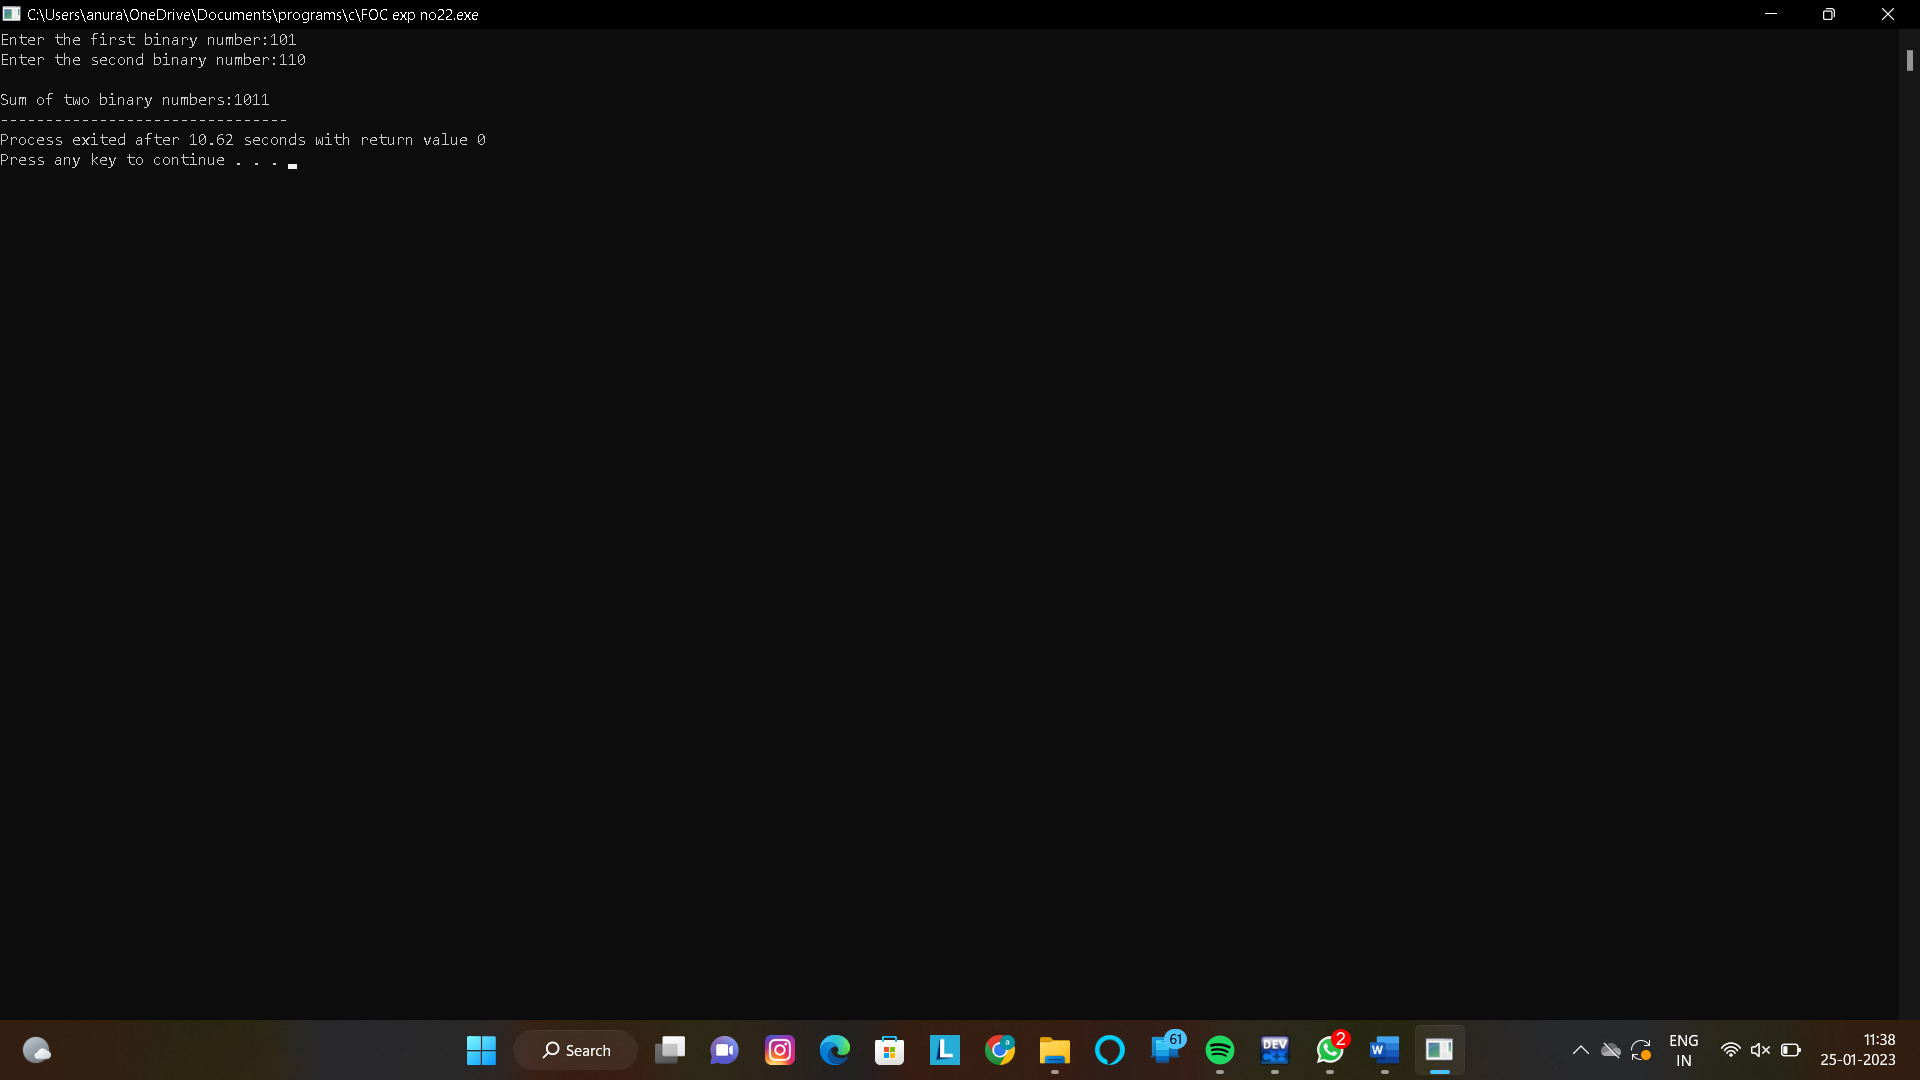 C:\Users\anura\OneDrive\Documents\programs\c\FOC exp no22.exe
Enter the first binary number:101
Enter the second binary number:110
Sum of two binary numbers:1011
--------------------------------
Process exited after 10.62 seconds with return value 0
Press any key to continue . . .
Search
L
a
61
DEV
C++
2
W
ENG
IN
11:38
25-01-2023